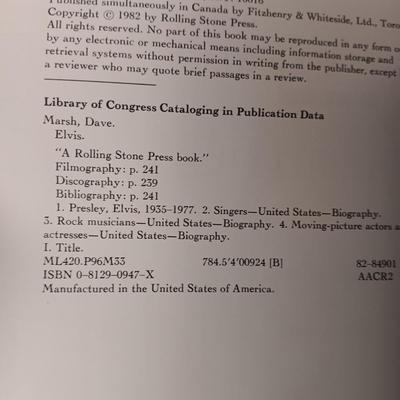 Published simultaneously in Canada by Fitzhenry & Whiteside, Ltd., Toro
Copyright © 1982 by Rolling Stone Press.
All rights reserved. No part of this book may be reproduced in any form o
by any electronic or mechanical means including information storage and
retrieval systems without permission in writing from the publisher, except
a reviewer who may quote brief passages in a review.
Library of Congress Cataloging in Publication Data
Marsh, Dave.
Elvis.
"A Rolling Stone Press book."
Filmography: p. 241
Discography: p. 239
Bibliography: p. 241
1. Presley, Elvis, 1935–1977. 2. Singers—United States—Biography.
3. Rock musicians—United States—Biography. 4. Moving-picture actors a
actresses—United States—Biography.
I. Title.
ML420.P96M33 784.5'4'00924 [B] 82-84901
ISBN 0-8129-0947-X AACR2
Manufactured in the United States of America.